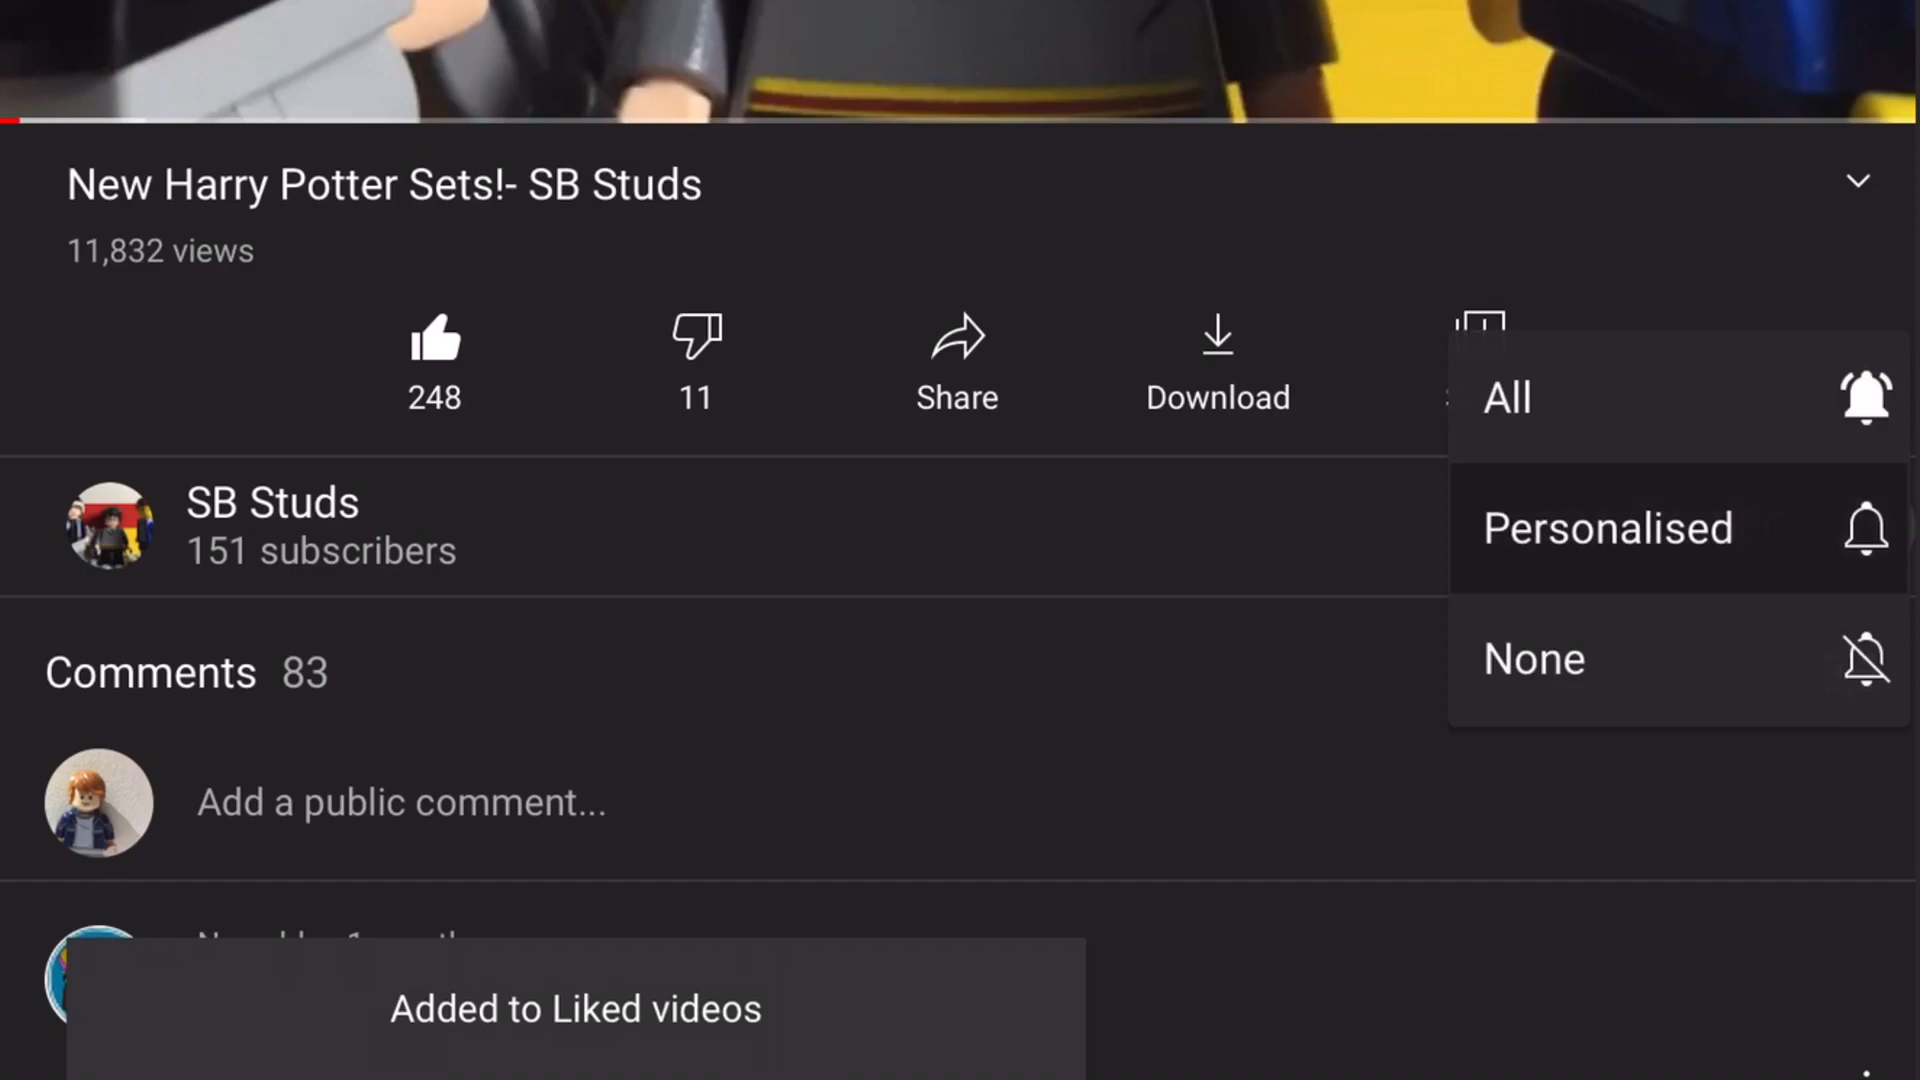 New Harry Potter Sets!- SB Studs
11,832 views
248
11
Share
Download
All
Personalised
None
SB Studs
151 subscribers
Comments 83
Add a public comment...
Added to Liked videos